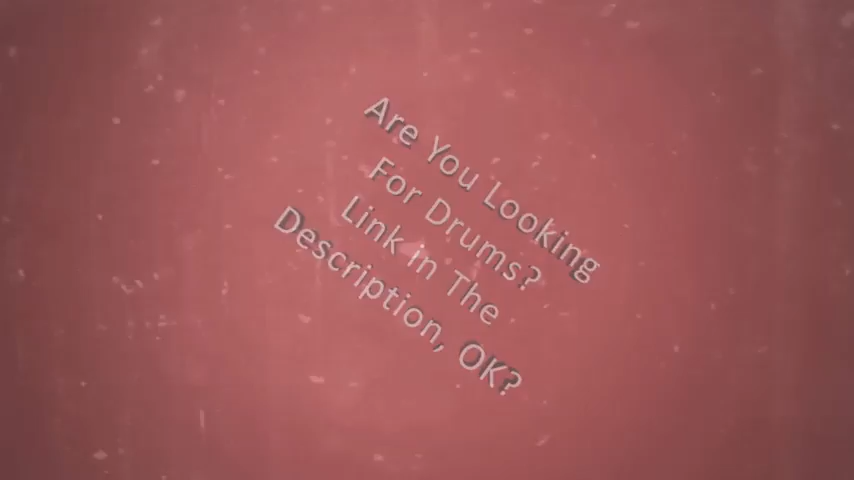 Are You Looking
For Drums?
Link in The
Description, OK?